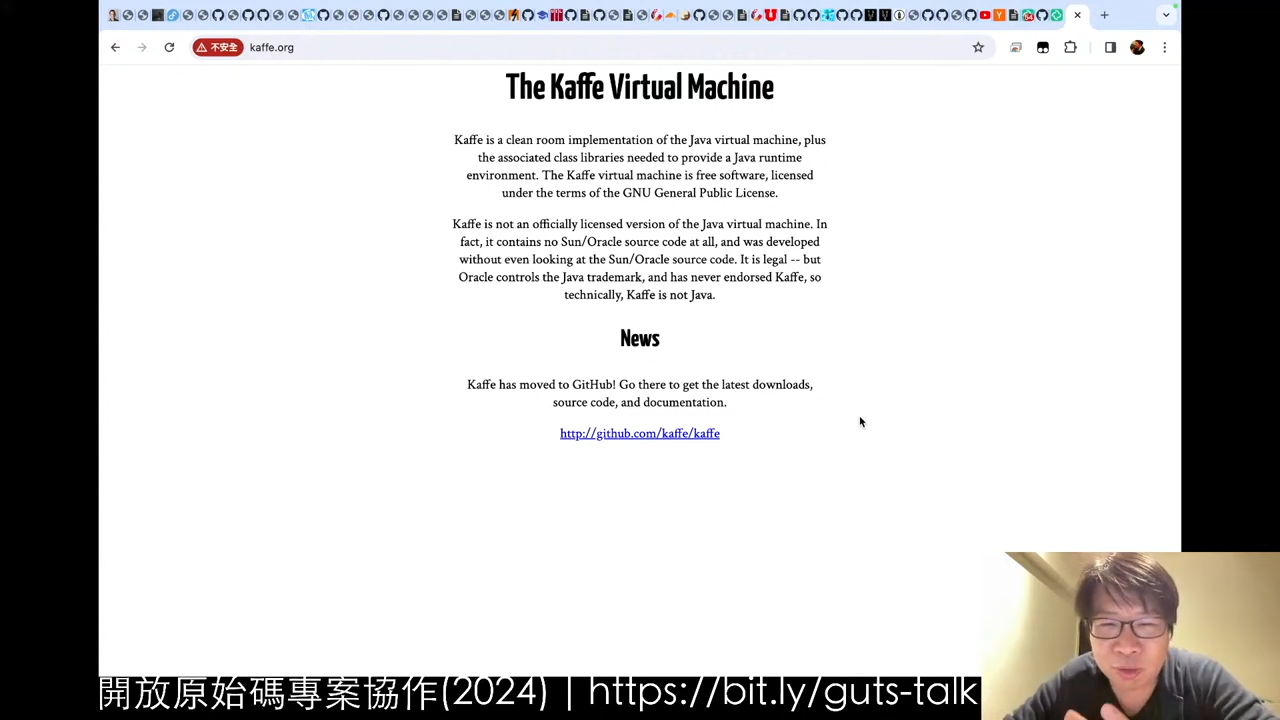 不安全
kaffe.org
The Kaffe Virtual Machine
Kaffe is a clean room implementation of the Java virtual machine, plus
the associated class libraries needed to provide a Java runtime
environment. The Kaffe virtual machine is free software, licensed
under the terms of the GNU General Public License.
Kaffe is not an officially licensed version of the Java virtual machine. In
fact, it contains no Sun/Oracle source code at all, and was developed
without even looking at the Sun/Oracle source code. It is legal -- but
Oracle controls the Java trademark, and has never endorsed Kaffe, so
technically, Kaffe is not Java.
News
Kaffe has moved to GitHub! Go there to get the latest downloads,
source code, and documentation.
http://github.com/kaffe/kaffe
開放原始碼專案協作(2024) | https://bit.ly/guts-talk